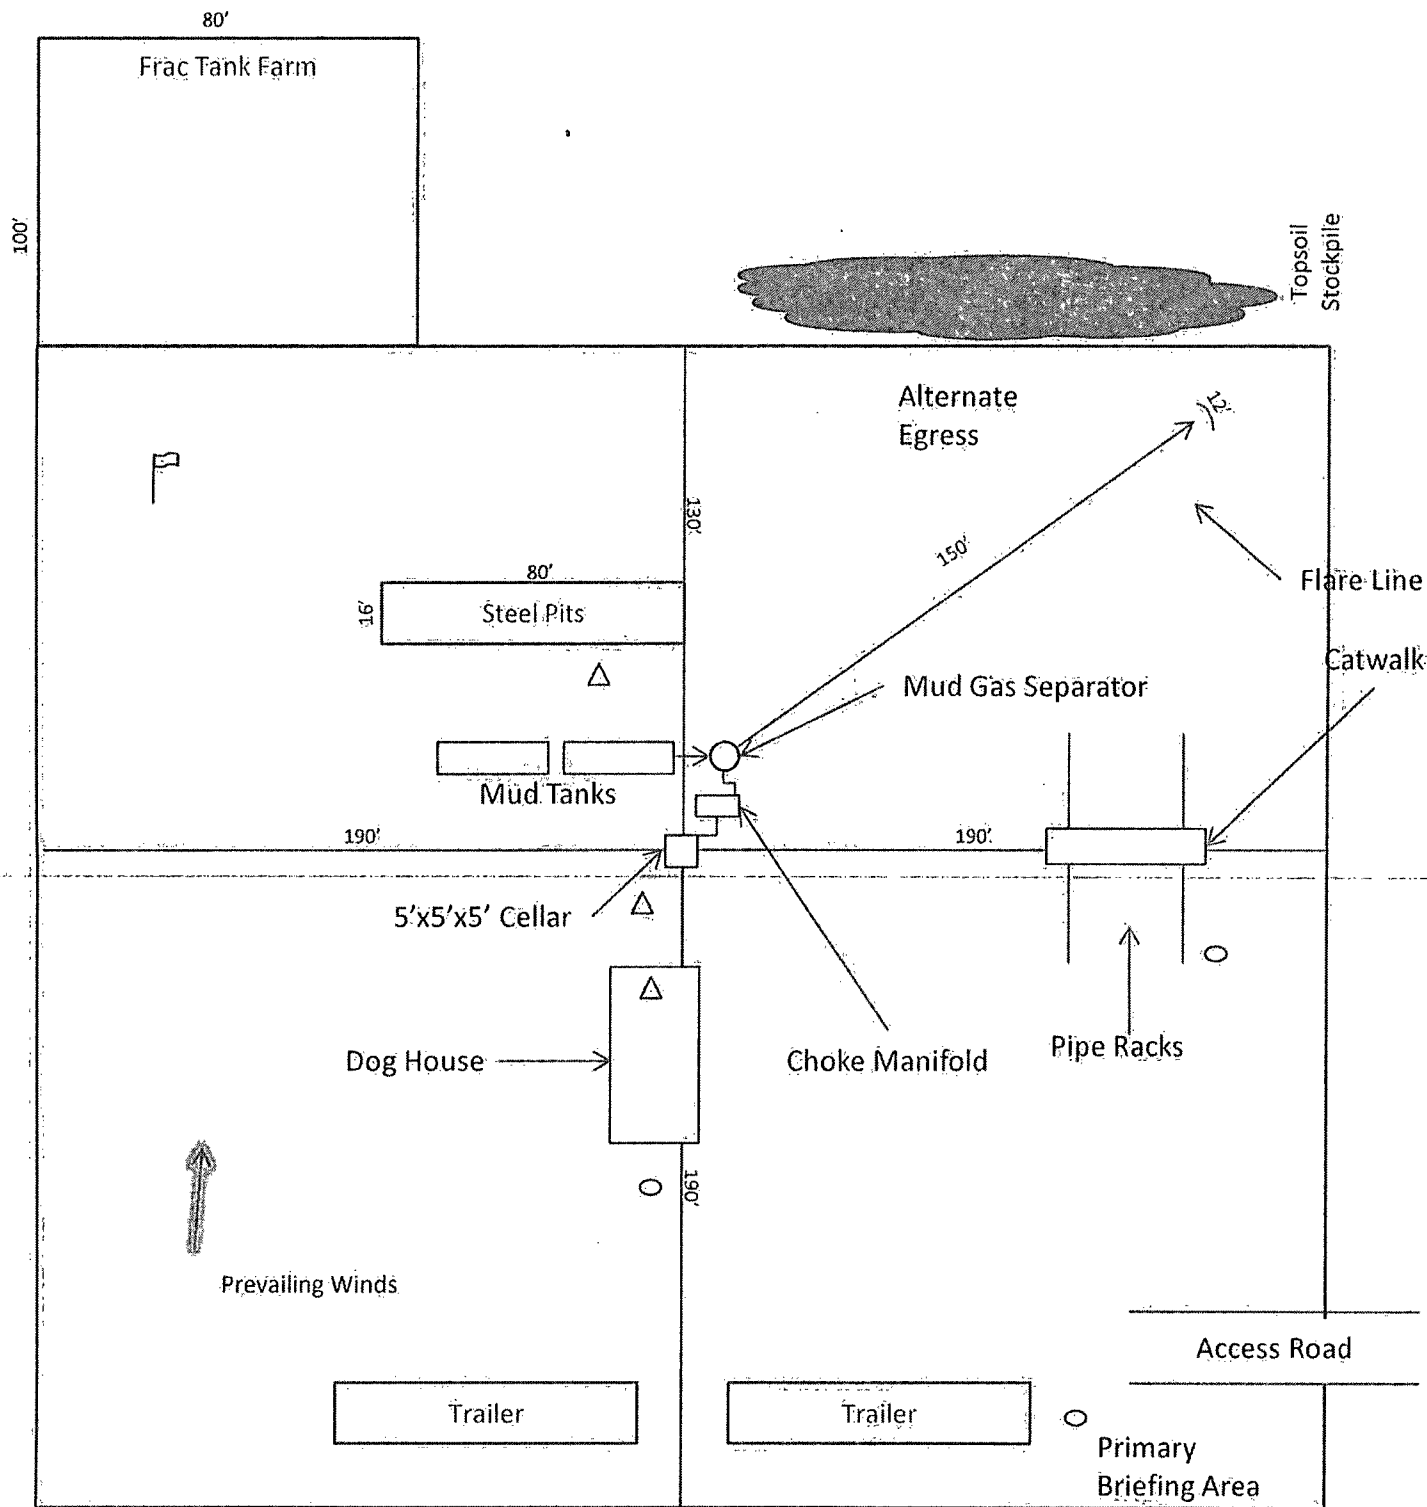 80'
Frac Tank Farm
100'
Topsoil
Stockpile
Alternate
Egress
12'
130'
150'
Flare Line
80'
16'
Steel Pits
Catwalk
Mud Gas Separator
Mud Tanks
190'
190'
5'x5'x5' Cellar
Dog House
Choke Manifold
Pipe Racks
190'
Prevailing Winds
Access Road
Trailer
Trailer
Primary
Briefing Area